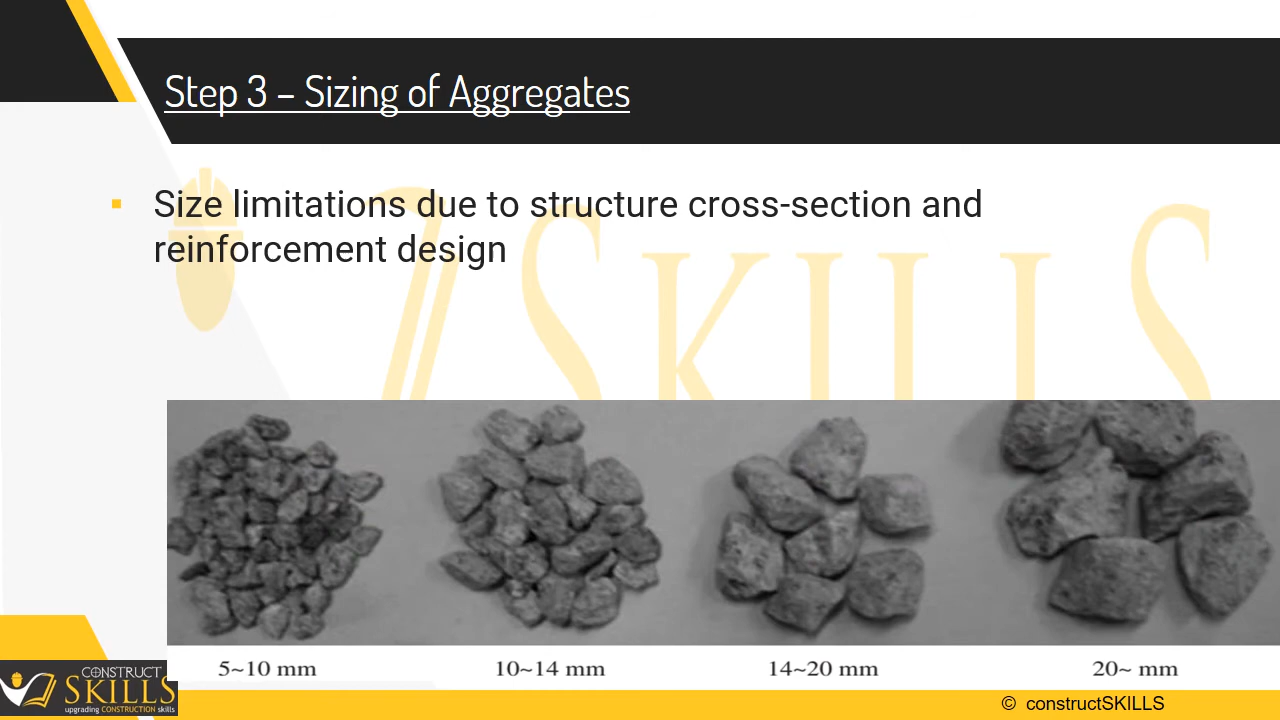 Step 3 – Sizing of Aggregates
▪ Size limitations due to structure cross-section and
reinforcement design
SKILLS
5~10 mm
10~14 mm
14~20 mm
20~ mm
CONSTRUCT
SKILLS
upgrading CONSTRUCTION skills
© constructSKILLS